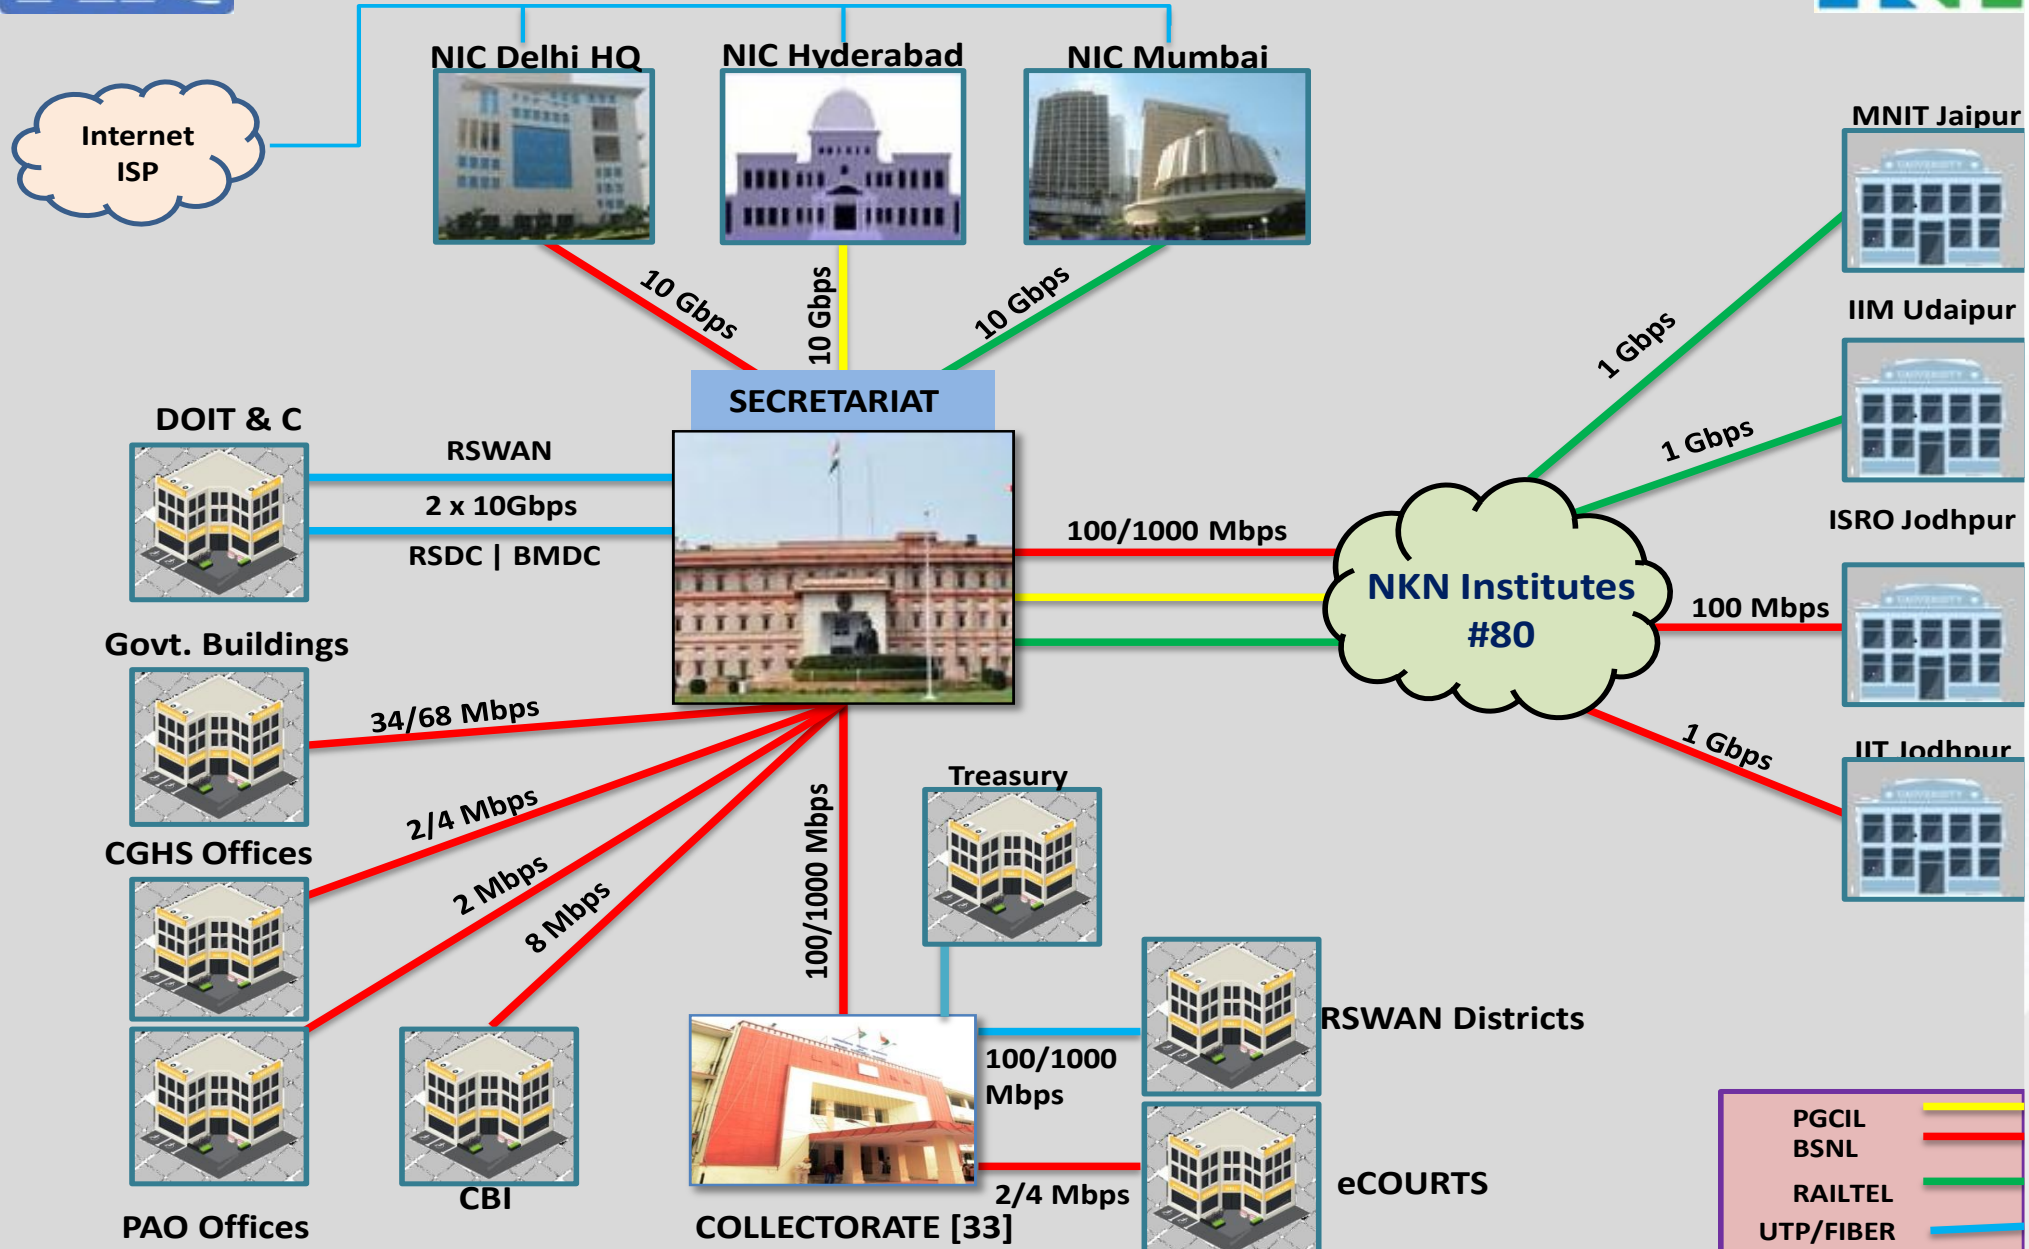 NIC Delhi HQ
NIC Hyderabad
NIC Mumbai
Internet
ISP
MNIT Jaipur
10 Gbps
10 Gbps
10 Gbps
1 Gbps
IIM Udaipur
SECRETARIAT
DOIT & C
RSWAN
2 x 10Gbps
RSDC | BMDC
1 Gbps
ISRO Jodhpur
100/1000 Mbps
NKN Institutes
#80
100 Mbps
Govt. Buildings
34/68 Mbps
1 Gbps
IIT Jodhpur
Treasury
2/4 Mbps
CGHS Offices
2 Mbps
8 Mbps
100/1000 Mbps
RSWAN Districts
100/1000
Mbps
PGCIL
BSNL
RAILTEL
UTP/FIBER
eCOURTS
2/4 Mbps
CBI
PAO Offices
COLLECTORATE [33]
UNIVERSITY
UNIVERSITY
UNIVERSITY
UNIVERSITY